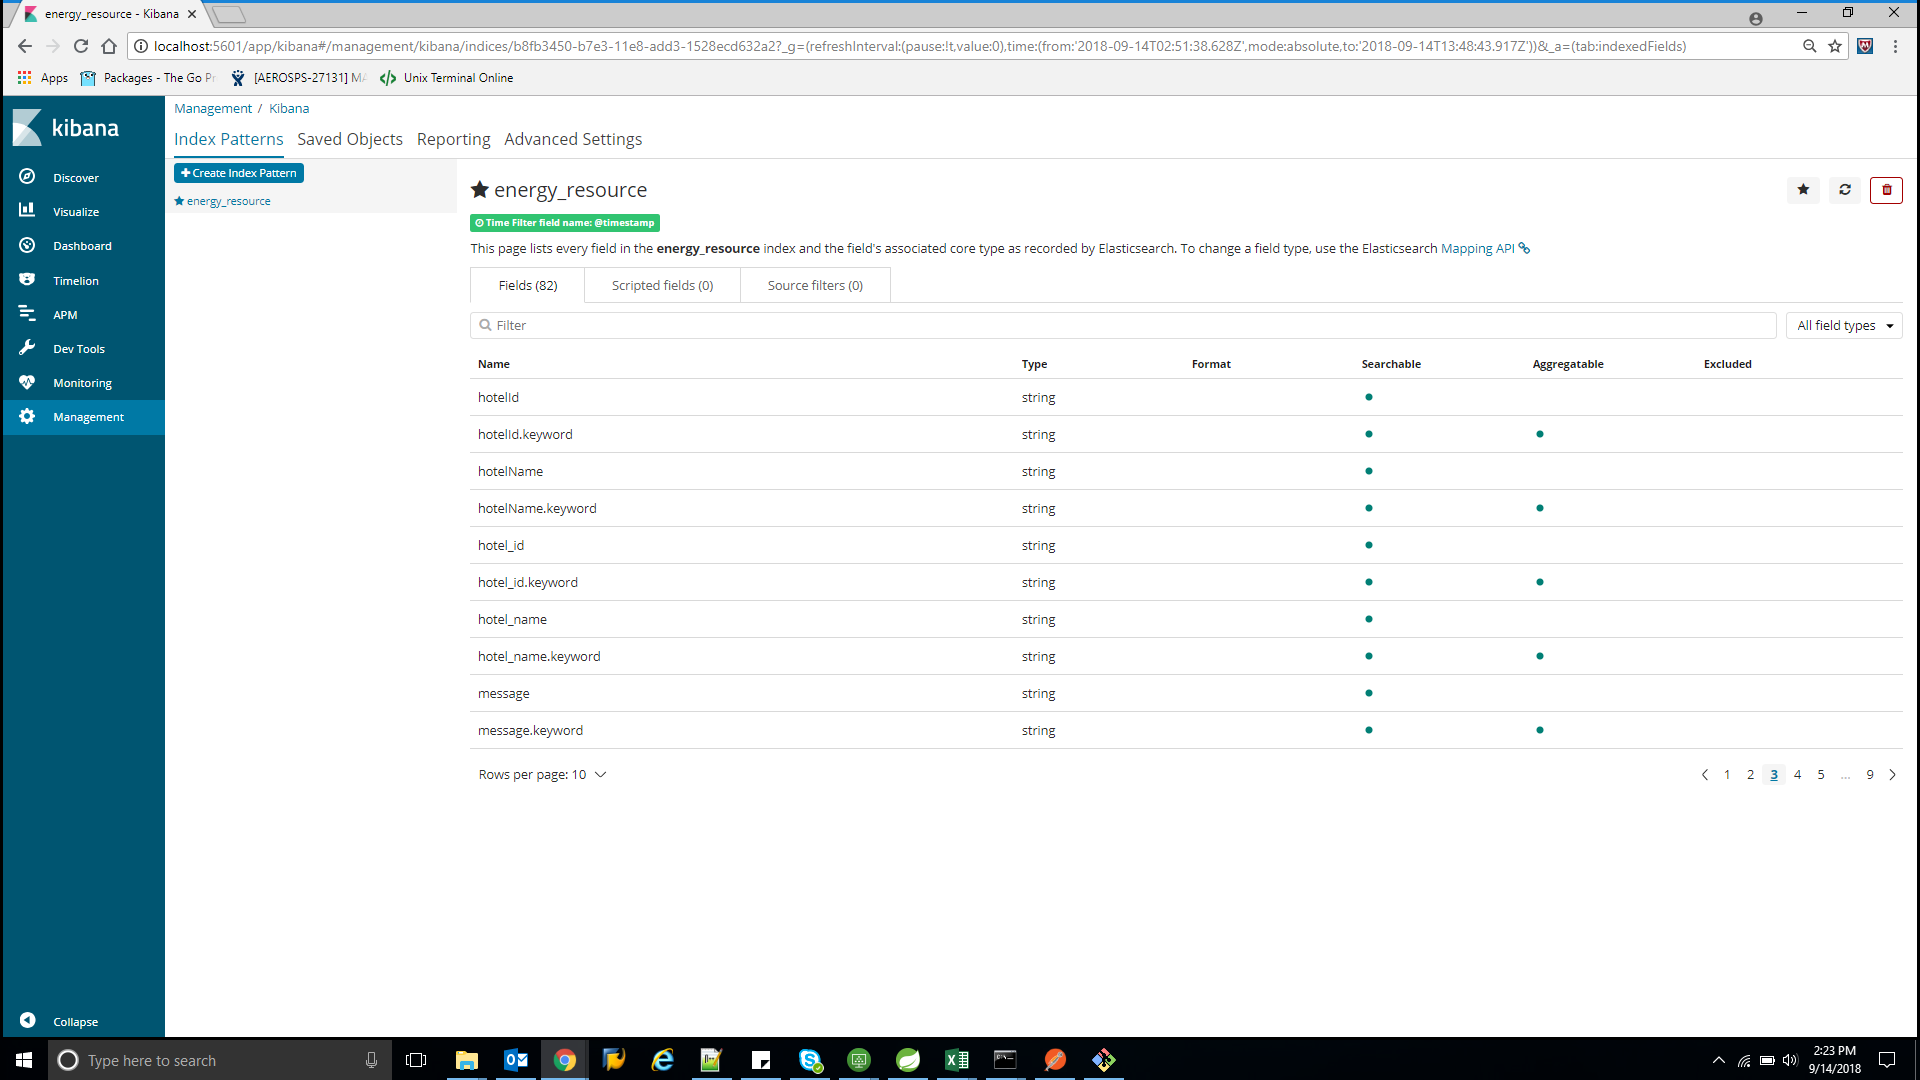 energy_resource - Kibana
localhost:5601/app/kibana#/management/kibana/indices/b8fb3450-b7e3-11e8-add3-1528ecd632a2?_g=(refreshInterval:(pause:!t,value:0),time:(from:'2018-09-14T02:51:38.628Z',mode:absolute,to:'2018-09-14T13:48:43.917Z'))&_a=(tab:indexedFields)
Apps Packages - The Go Pr [AEROSPS-27131] MA Unix Terminal Online
kibana
Discover
Visualize
Dashboard
Timelion
APM
Dev Tools
Monitoring
Management
Collapse
Management / Kibana
Index Patterns Saved Objects Reporting Advanced Settings
Create Index Pattern
energy_resource
energy_resource
Time Filter field name: @timestamp
This page lists every field in the energy_resource index and the field's associated core type as recorded by Elasticsearch. To change a field type, use the Elasticsearch Mapping API
Fields (82) Scripted fields (0) Source filters (0)
Filter All field types
Name Type Format Searchable Aggregatable Excluded
hotelId string
hotelId.keyword string
hotelName string
hotelName.keyword string
hotel_id string
hotel_id.keyword string
hotel_name string
hotel_name.keyword string
message string
message.keyword string
Rows per page: 10 1 2 3 4 5 ... 9
Type here to search
2:23 PM
9/14/2018